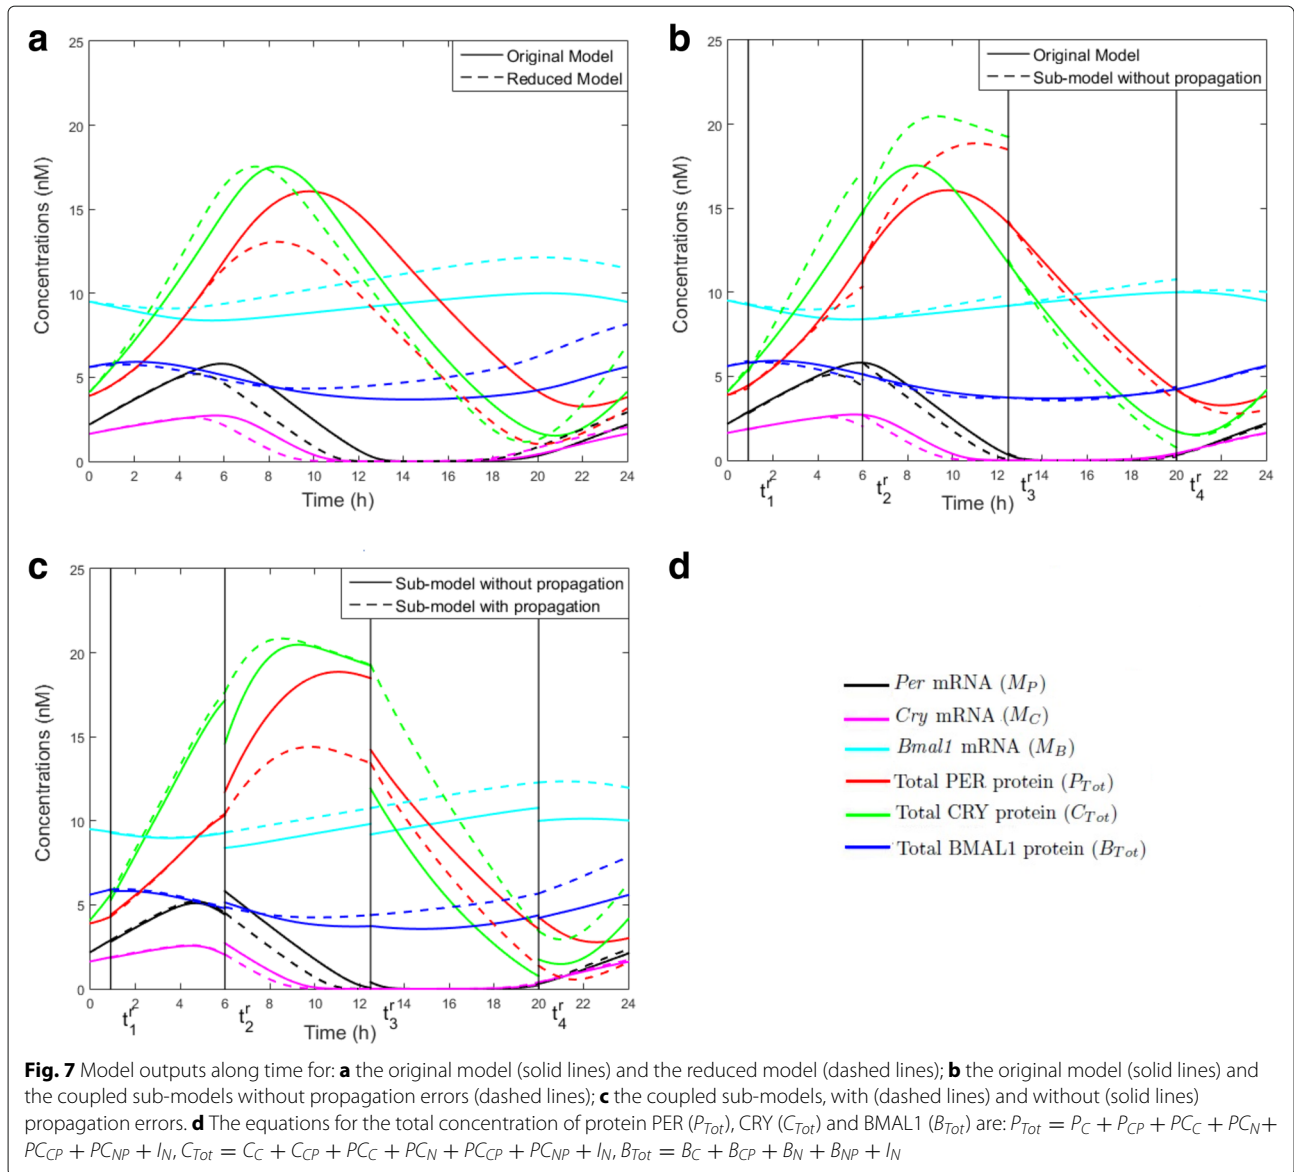 a
25
20
15
10
5
0
Concentrations (nM)
Original Model
Reduced Model
0 2 4 6 8 10 12 14 16 18 20 22 24
Time (h)
b
25
20
15
10
5
0
Concentrations (nM)
Original Model
Sub-model without propagation
0 2 4 6 8 10 12 14 16 18 20 22 24
t₁ʳ t₂ʳ t₃ʳ t₄ʳ
Time (h)
c
25
20
15
10
5
0
Concentrations (nM)
Sub-model without propagation
Sub-model with propagation
0 2 4 6 8 10 12 14 16 18 20 22 24
t₁ʳ t₂ʳ t₃ʳ t₄ʳ
Time (h)
d
Per mRNA (M_P)
Cry mRNA (M_C)
Bmal1 mRNA (M_B)
Total PER protein (P_Tot)
Total CRY protein (C_Tot)
Total BMAL1 protein (B_Tot)
Fig. 7 Model outputs along time for: a the original model (solid lines) and the reduced model (dashed lines); b the original model (solid lines) and
the coupled sub-models without propagation errors (dashed lines); c the coupled sub-models, with (dashed lines) and without (solid lines)
propagation errors. d The equations for the total concentration of protein PER (P_Tot), CRY (C_Tot) and BMAL1 (B_Tot) are: P_Tot = P_C + P_CP + PC_C + PC_N+
PC_CP + PC_NP + I_N, C_Tot = C_C + C_CP + PC_C + PC_N + PC_CP + PC_NP + I_N, B_Tot = B_C + B_CP + B_N + B_NP + I_N